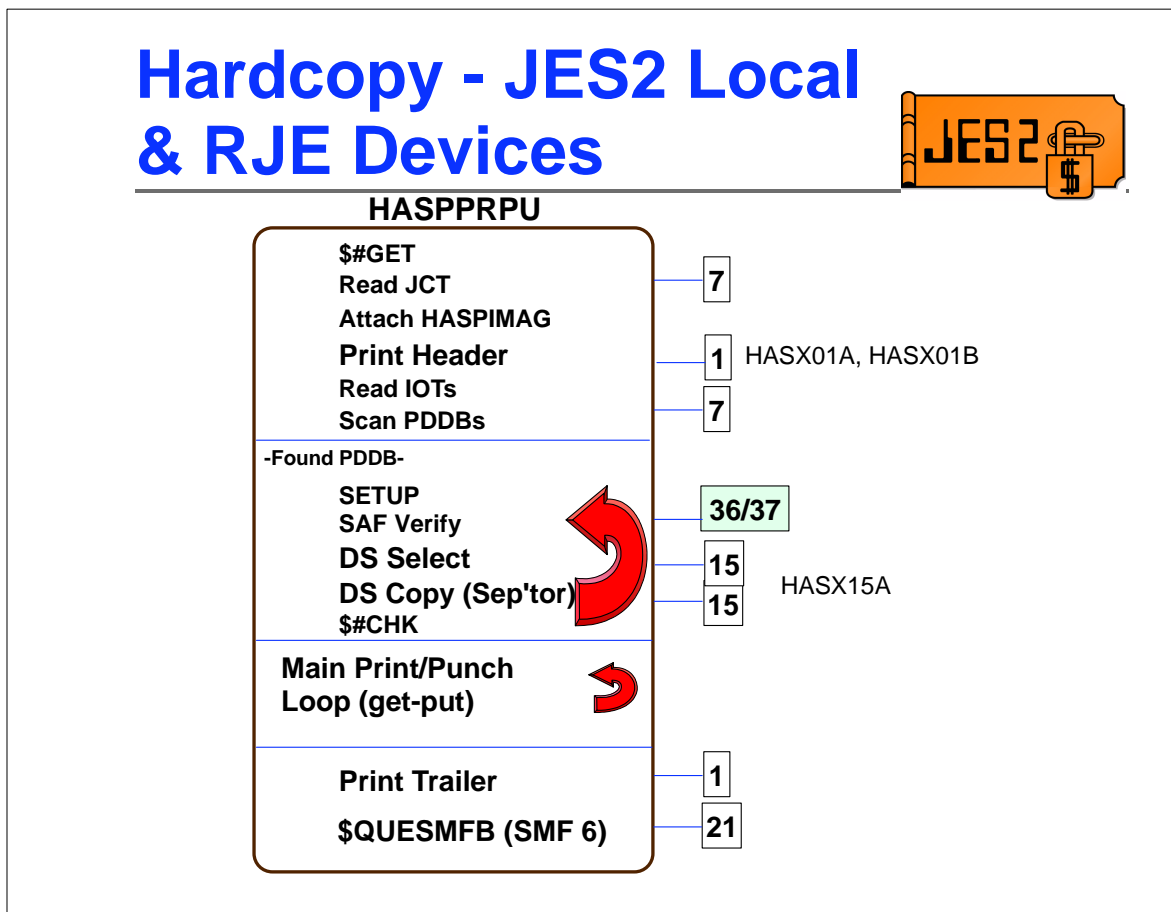 Hardcopy - JES2 Local
& RJE Devices
JES2
$
HASPPRPU
$#GET
Read JCT
7
Attach HASPIMAG
Print Header
1
HASX01A, HASX01B
Read IOTs
7
Scan PDDBs
-Found PDDB-
SETUP
36/37
SAF Verify
DS Select
15
HASX15A
DS Copy (Sep'tor)
15
$#CHK
Main Print/Punch
Loop (get-put)
Print Trailer
1
$QUESMFB (SMF 6)
21